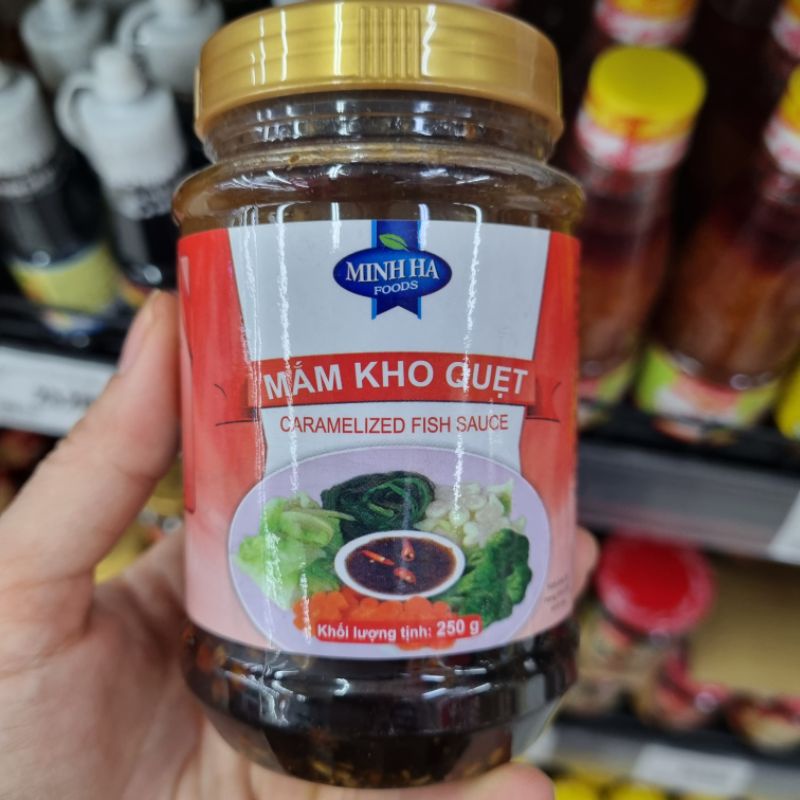 MINH HA
FOODS
MẮM KHO QUẸT
CARAMELIZED FISH SAUCE
Khối lượng tịnh: 250 g